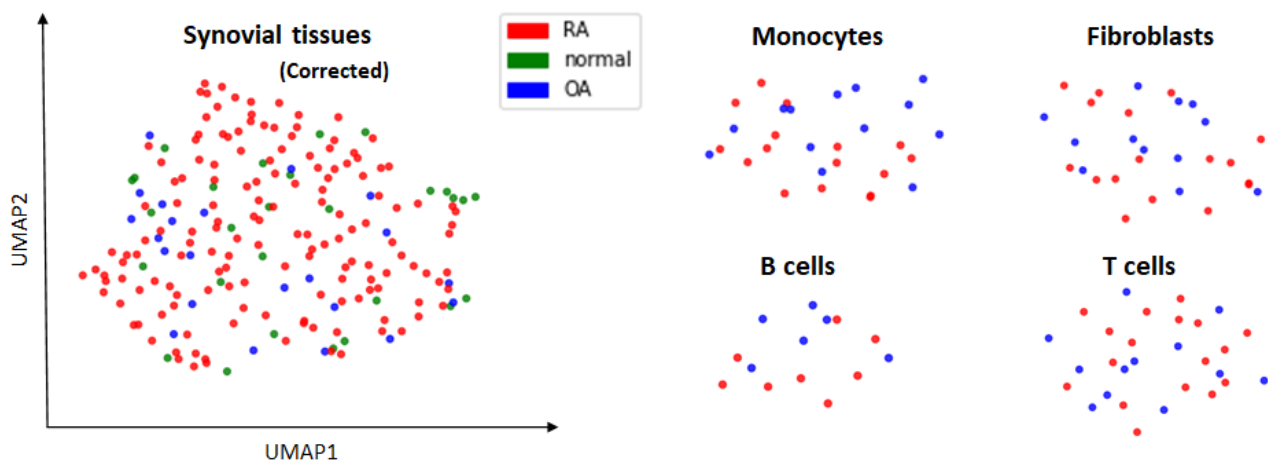 Synovial tissues
(Corrected)
RA
normal
OA
UMAP2
UMAP1
Monocytes
Fibroblasts
B cells
T cells